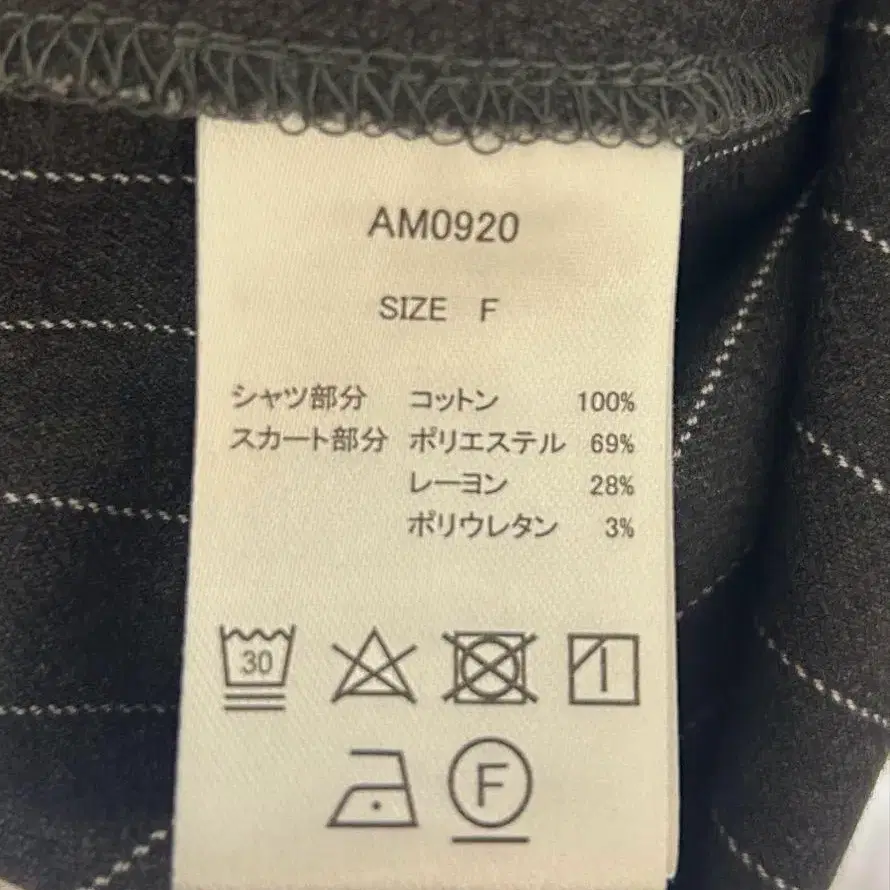 AM0920
SIZE F
シャツ部分 コットン 100%
スカート部分 ポリエステル 69%
レーヨン 28%
ポリウレタン 3%
30
F